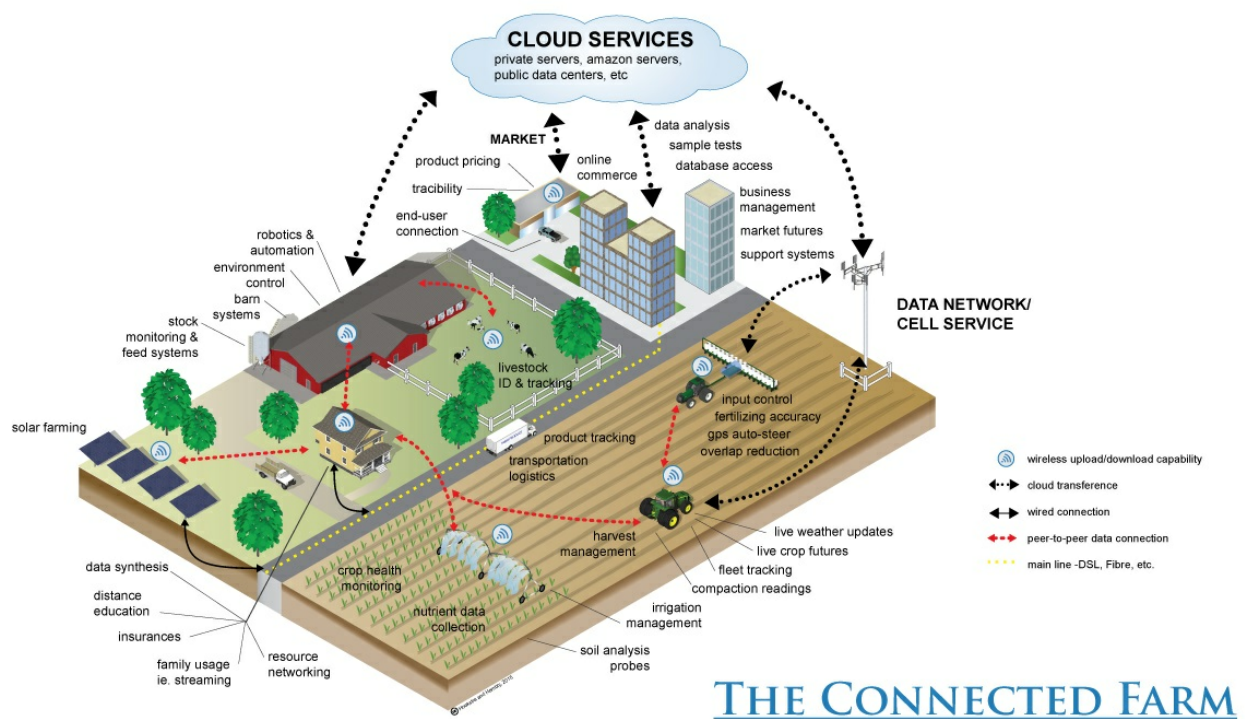 CLOUD SERVICES
private servers, amazon servers,
public data centers, etc
MARKET
product pricing
tracibility
end-user
connection
online
commerce
data analysis
sample tests
database access
business
management
market futures
support systems
robotics &
automation
environment
control
barn
systems
stock
monitoring &
feed systems
livestock
ID & tracking
DATA NETWORK/
CELL SERVICE
input control
fertilizing accuracy
gps auto-steer
overlap reduction
solar farming
product tracking
transportation
logistics
wireless upload/download capability
cloud transference
wired connection
peer-to-peer data connection
main line -DSL, Fibre, etc.
harvest
management
live weather updates
live crop futures
fleet tracking
compaction readings
crop health
monitoring
nutrient data
collection
irrigation
management
soil analysis
probes
data synthesis
distance
education
insurances
family usage
ie. streaming
resource
networking
THE CONNECTED FARM